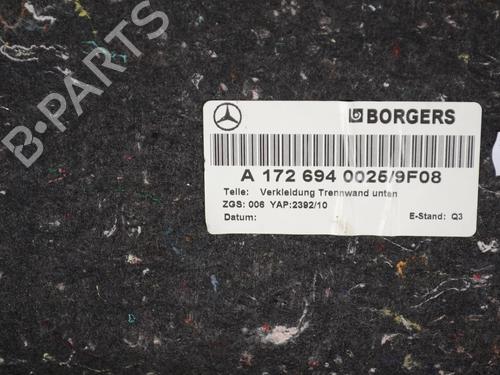 B-PARTS
BORGERS
A 172 694 0025/9F08
Teile: Verkleidung Trennwand unten
ZGS: 006 YAP:2392/10
Datum: E-Stand: Q3